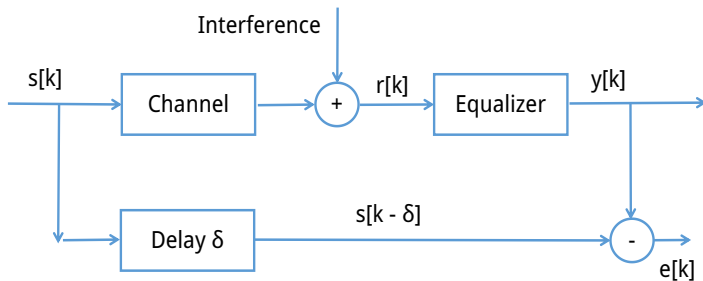 Interference
s[k]
Channel
+
r[k]
Equalizer
y[k]
Delay δ
s[k - δ]
-
e[k]